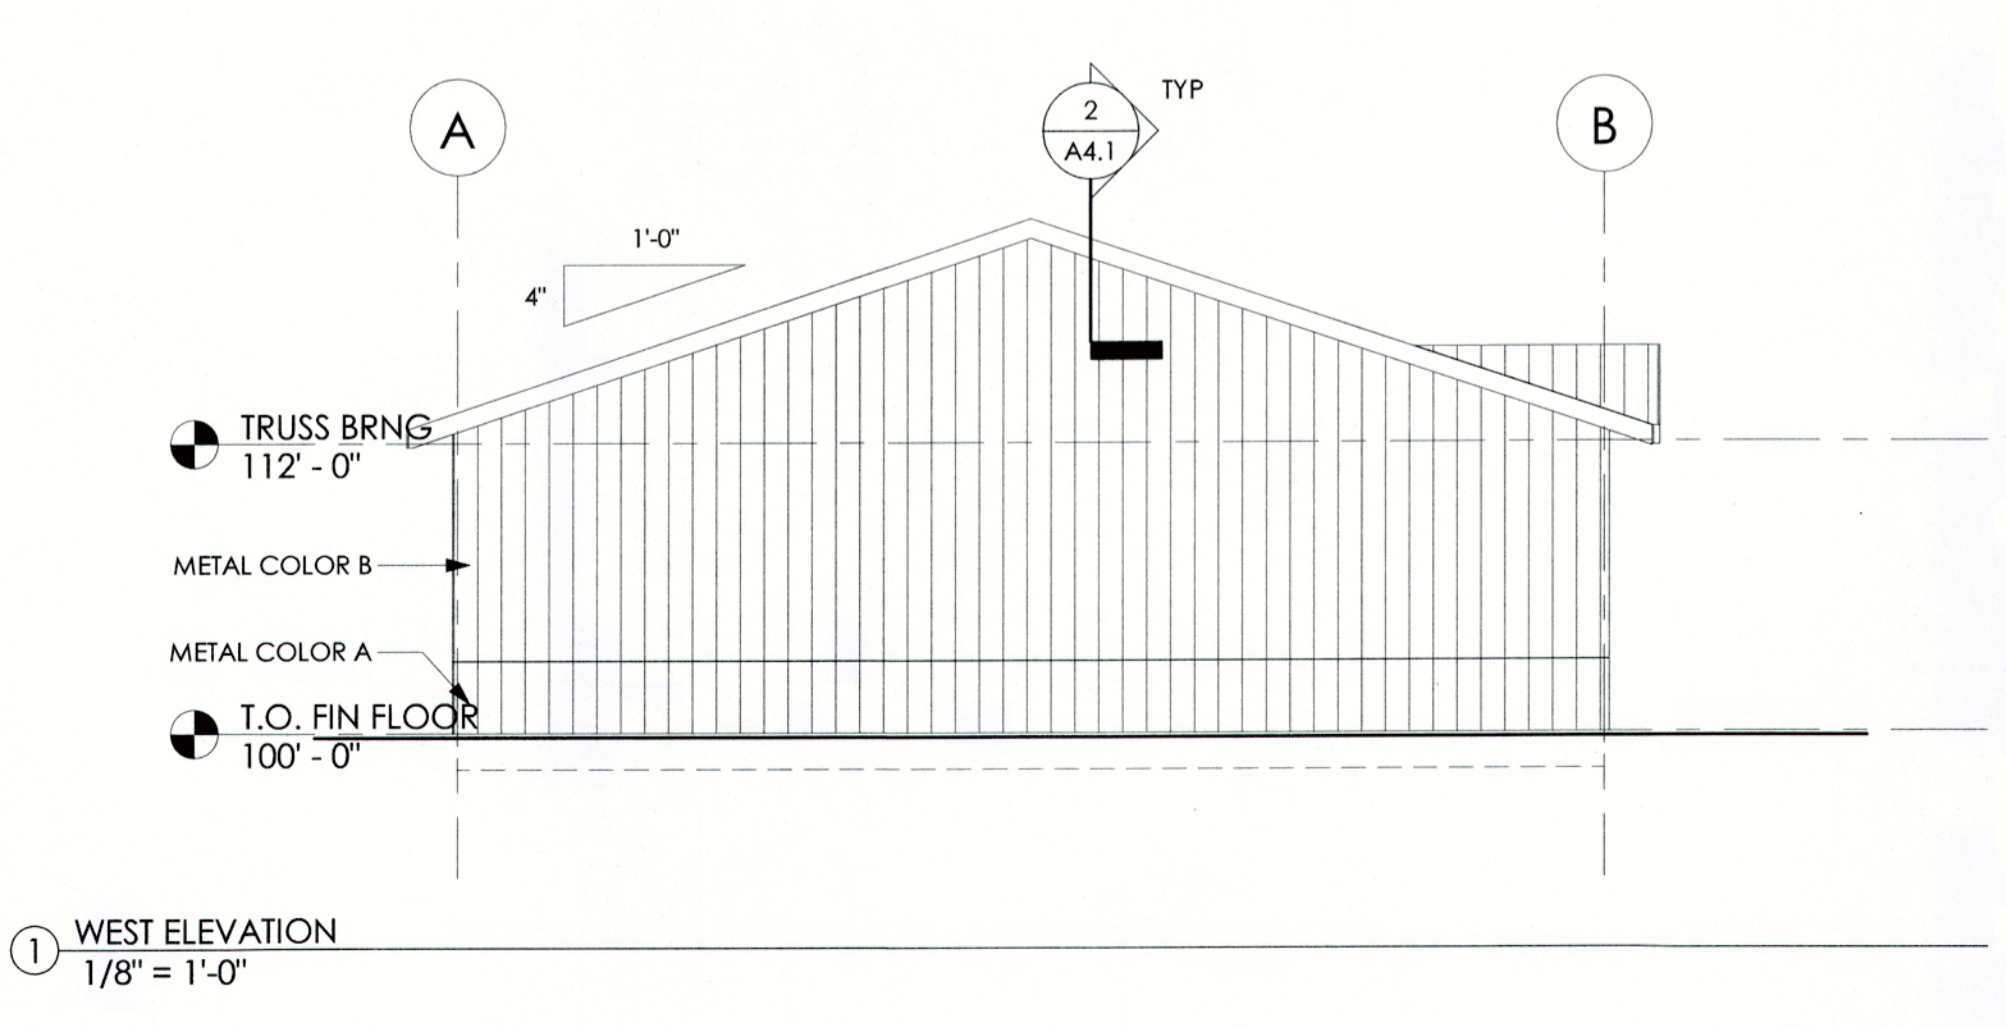 A
2
A4.1
TYP
B
1'-0"
4"
TRUSS BRNG
112' - 0"
METAL COLOR B
METAL COLOR A
T.O. FIN FLOOR
100' - 0"
1
WEST ELEVATION
1/8" = 1'-0"